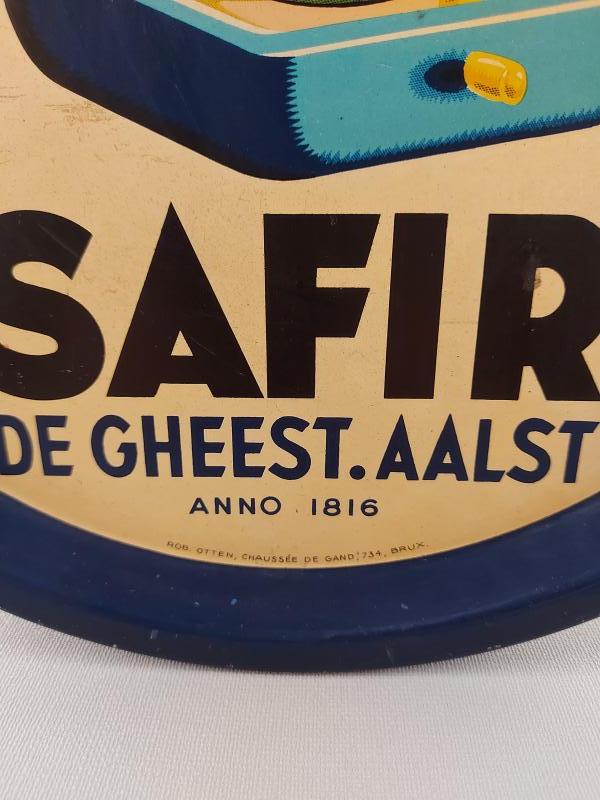 SAFIR
DE GHEEST. AALST
ANNO 1816
ROB. OTTEN, CHAUSSÉE DE GAND, 734, BRUX.